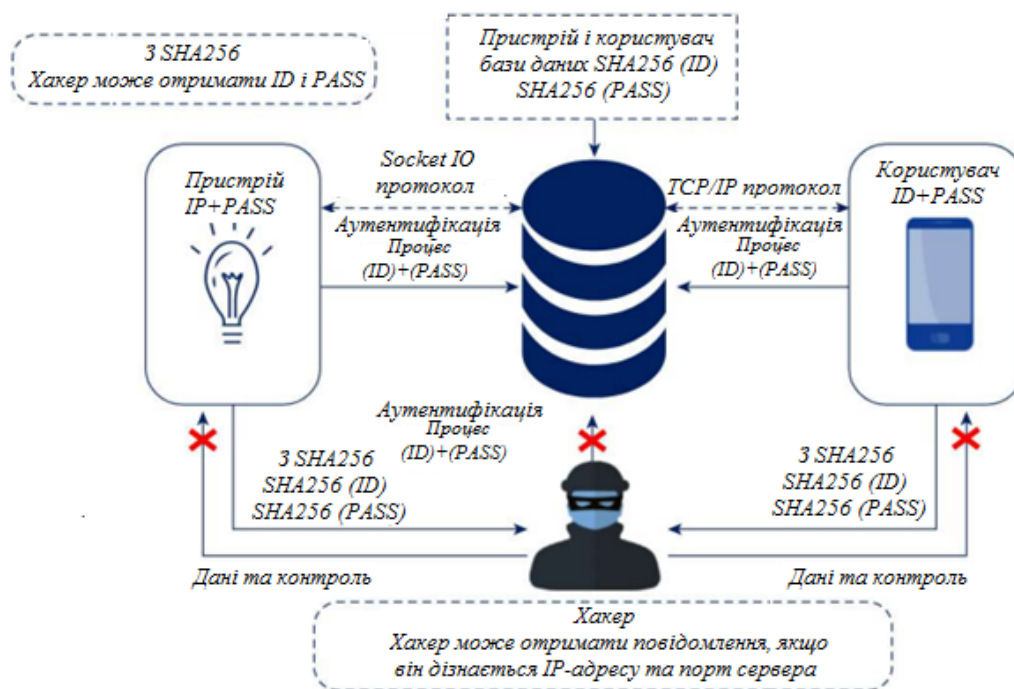 З SHA256
Хакер може отримати ID і PASS
Пристрій і користувач
бази даних SHA256 (ID)
SHA256 (PASS)
Пристрій
IP+PASS
Socket IO
протокол
Аутентифікація
Процес
(ID)+(PASS)
TCP/IP протокол
Аутентифікація
Процес
(ID)+(PASS)
Користувач
ID+PASS
Аутентифікація
Процес
(ID)+(PASS)
З SHA256
SHA256 (ID)
SHA256 (PASS)
З SHA256
SHA256 (ID)
SHA256 (PASS)
Дані та контроль
Дані та контроль
Хакер
Хакер може отримати повідомлення, якщо
він дізнається IP-адресу та порт сервера